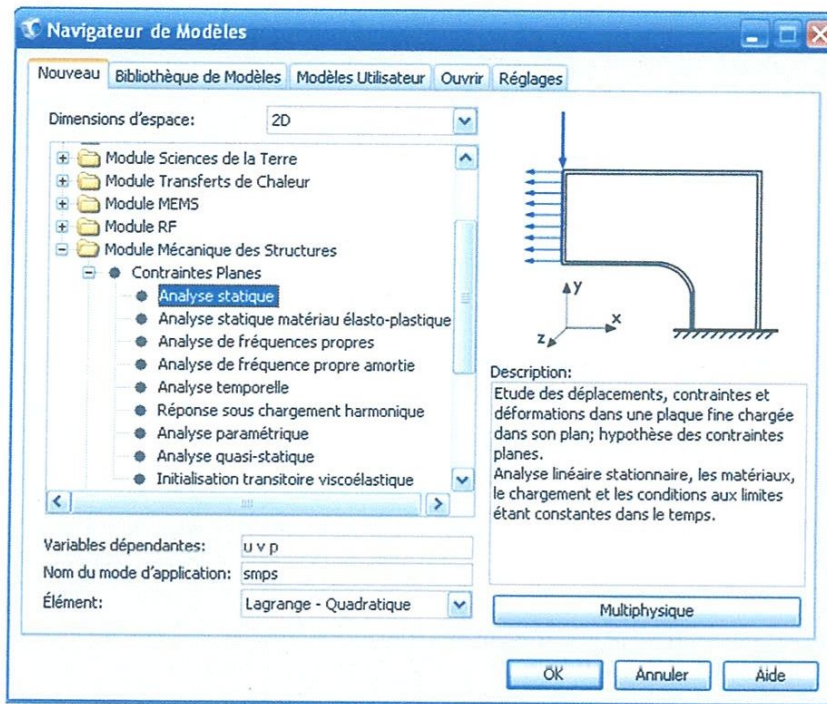 Navigateur de Modèles
Nouveau Bibliothèque de Modèles Modèles Utilisateur Ouvrir Réglages
Dimensions d'espace: 2D
Module Sciences de la Terre
Module Transferts de Chaleur
Module MEMS
Module RF
Module Mécanique des Structures
Contraintes Planes
Analyse statique
Analyse statique matériau élasto-plastique
Analyse de fréquences propres
Analyse de fréquence propre amortie
Analyse temporelle
Réponse sous chargement harmonique
Analyse paramétrique
Analyse quasi-statique
Initialisation transitoire viscoélastique
Variables dépendantes: u v p
Nom du mode d'application: smps
Élément: Lagrange - Quadratique
y
x
z
Description:
Etude des déplacements, contraintes et
déformations dans une plaque fine chargée
dans son plan; hypothèse des contraintes
planes.
Analyse linéaire stationnaire, les matériaux,
le chargement et les conditions aux limites
étant constantes dans le temps.
Multiphysique
OK Annuler Aide